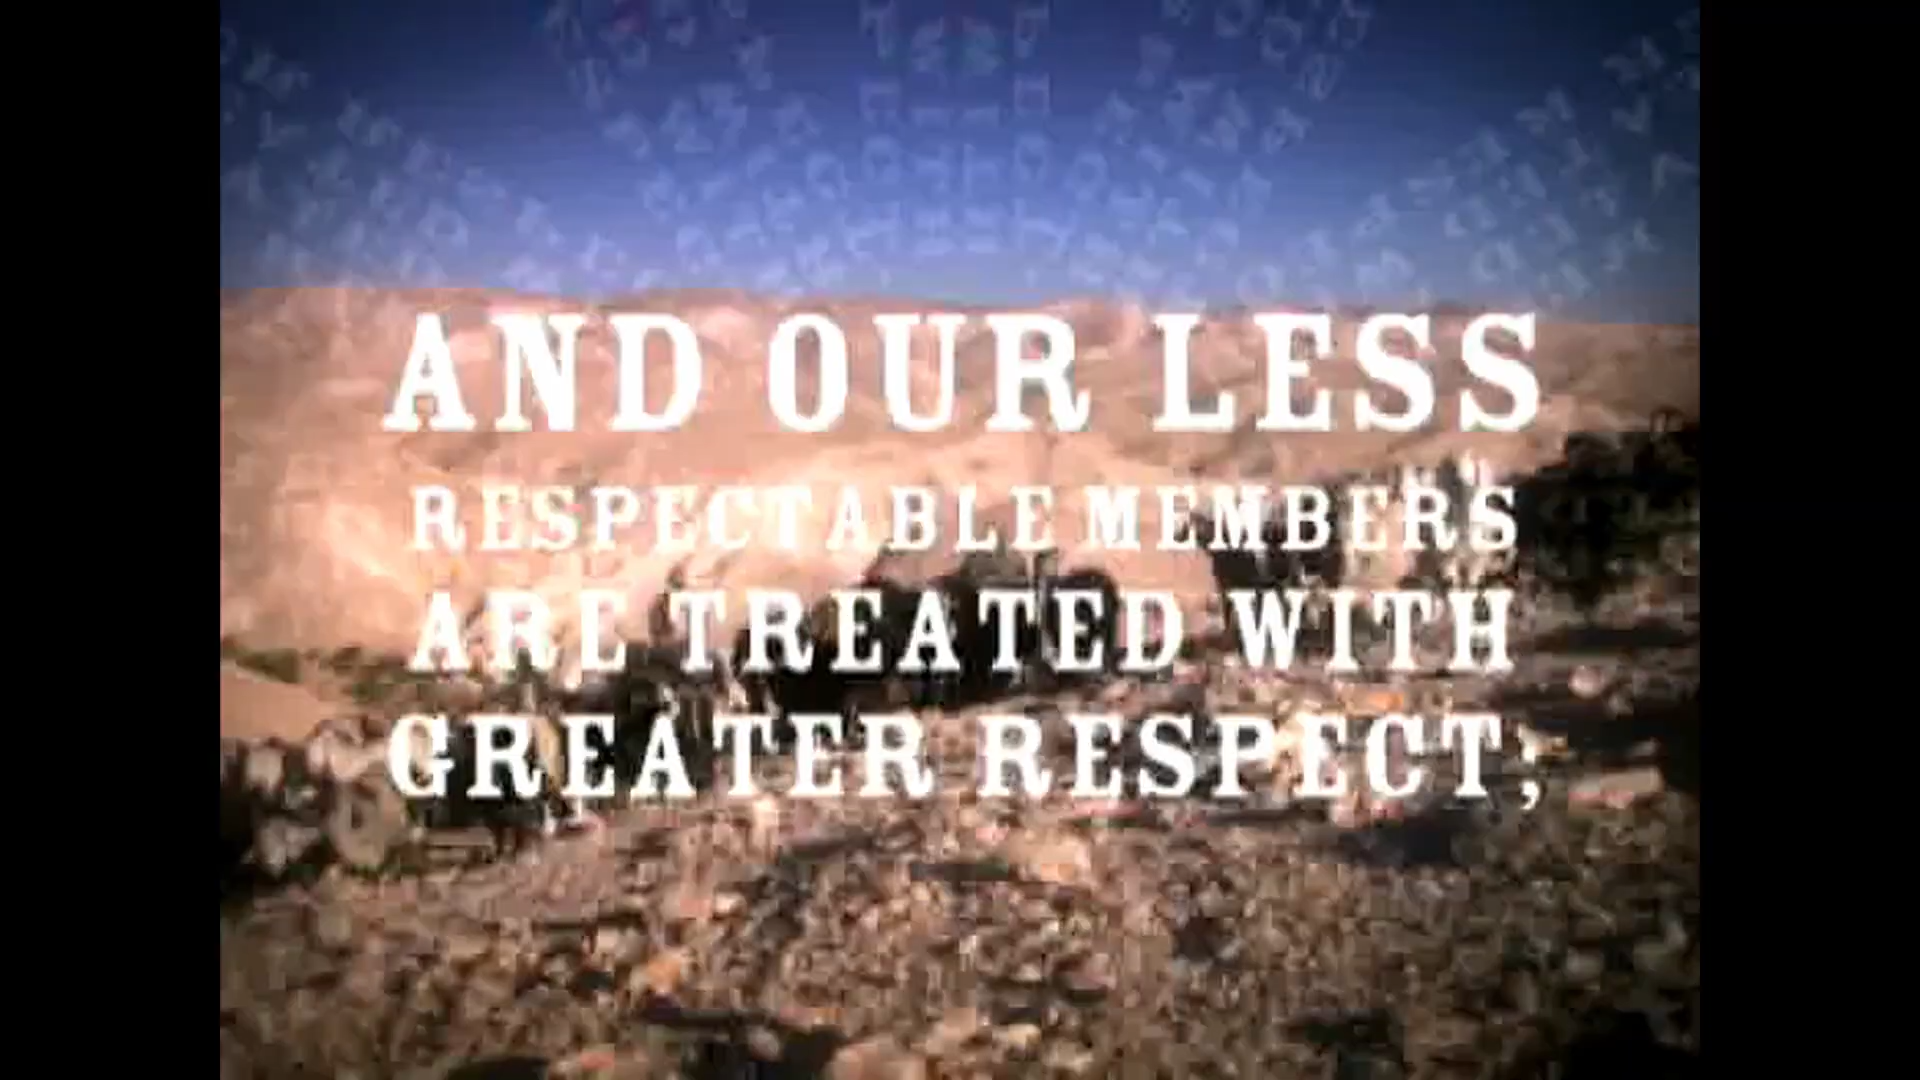 AND OUR LESS
RESPECTABLE MEMBERS
ARE TREATED WITH
GREATER RESPECT;